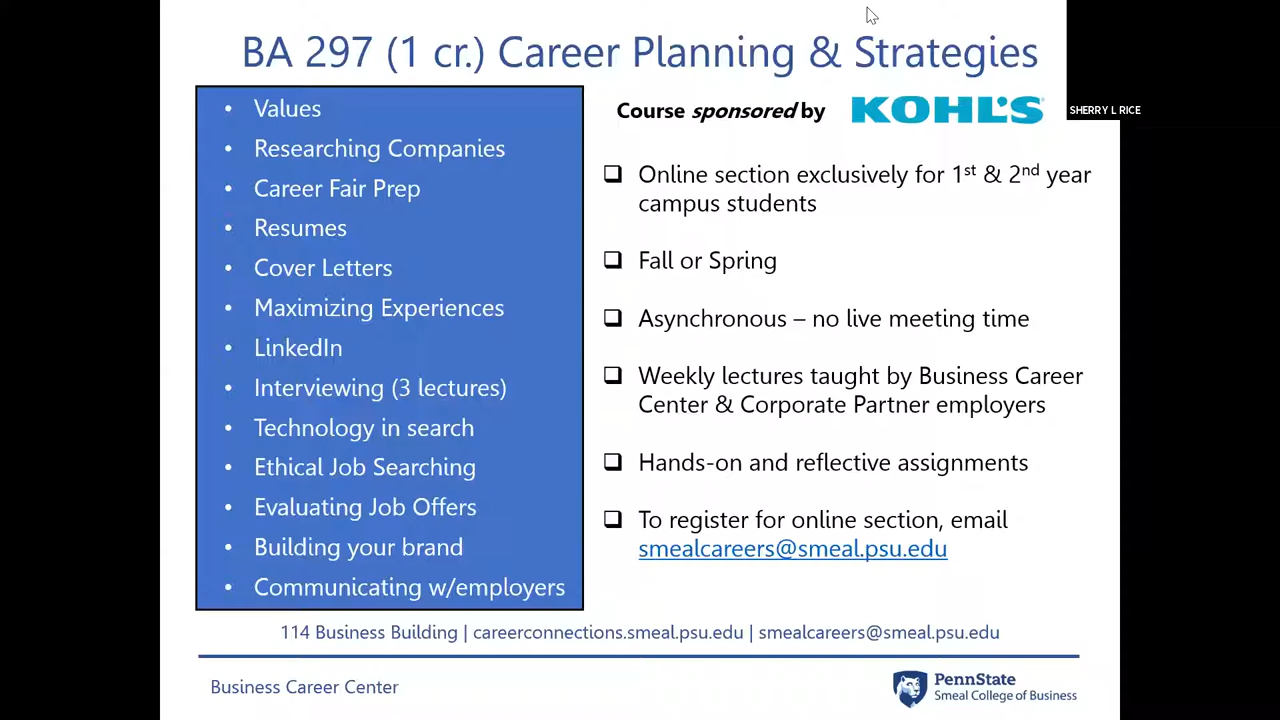 BA 297 (1 cr.) Career Planning & Strategies
• Values
• Researching Companies
• Career Fair Prep
• Resumes
• Cover Letters
• Maximizing Experiences
• LinkedIn
• Interviewing (3 lectures)
• Technology in search
• Ethical Job Searching
• Evaluating Job Offers
• Building your brand
• Communicating w/employers
Course sponsored by KOHL'S
SHERRY L RICE
❑ Online section exclusively for 1st & 2nd year
campus students
❑ Fall or Spring
❑ Asynchronous – no live meeting time
❑ Weekly lectures taught by Business Career
Center & Corporate Partner employers
❑ Hands-on and reflective assignments
❑ To register for online section, email
smealcareers@smeal.psu.edu
114 Business Building | careerconnections.smeal.psu.edu | smealcareers@smeal.psu.edu
Business Career Center
PennState
Smeal College of Business